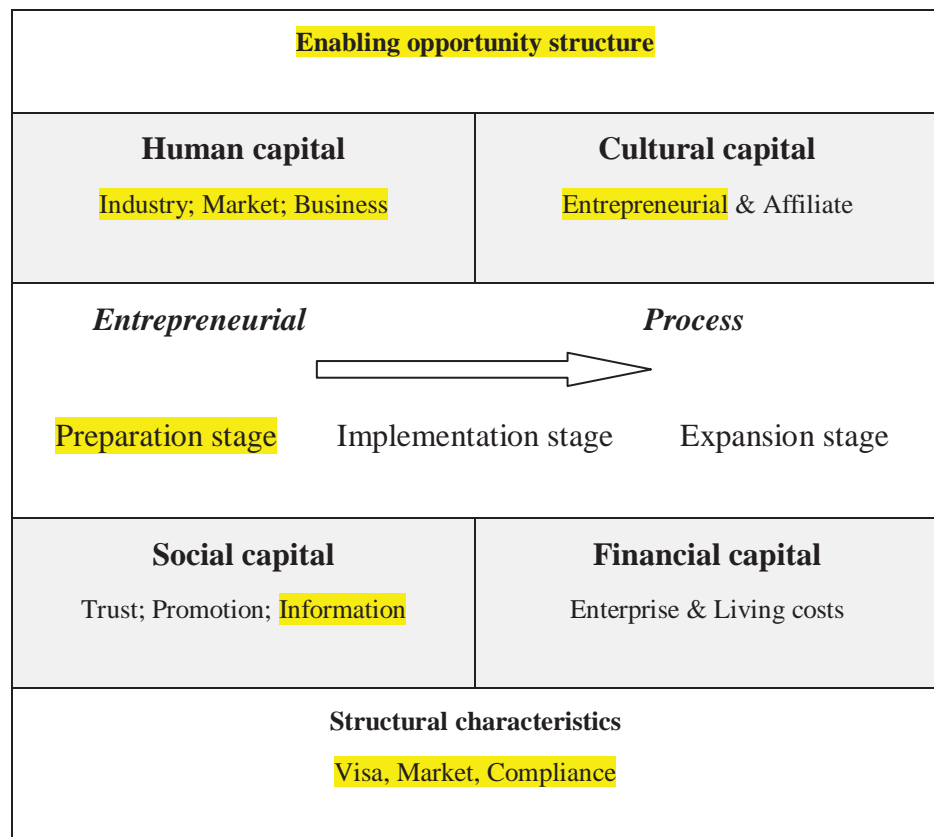 Enabling opportunity structure
Human capital
Industry; Market; Business
Cultural capital
Entrepreneurial & Affiliate
Entrepreneurial Process
Preparation stage Implementation stage Expansion stage
Social capital
Trust; Promotion; Information
Financial capital
Enterprise & Living costs
Structural characteristics
Visa, Market, Compliance